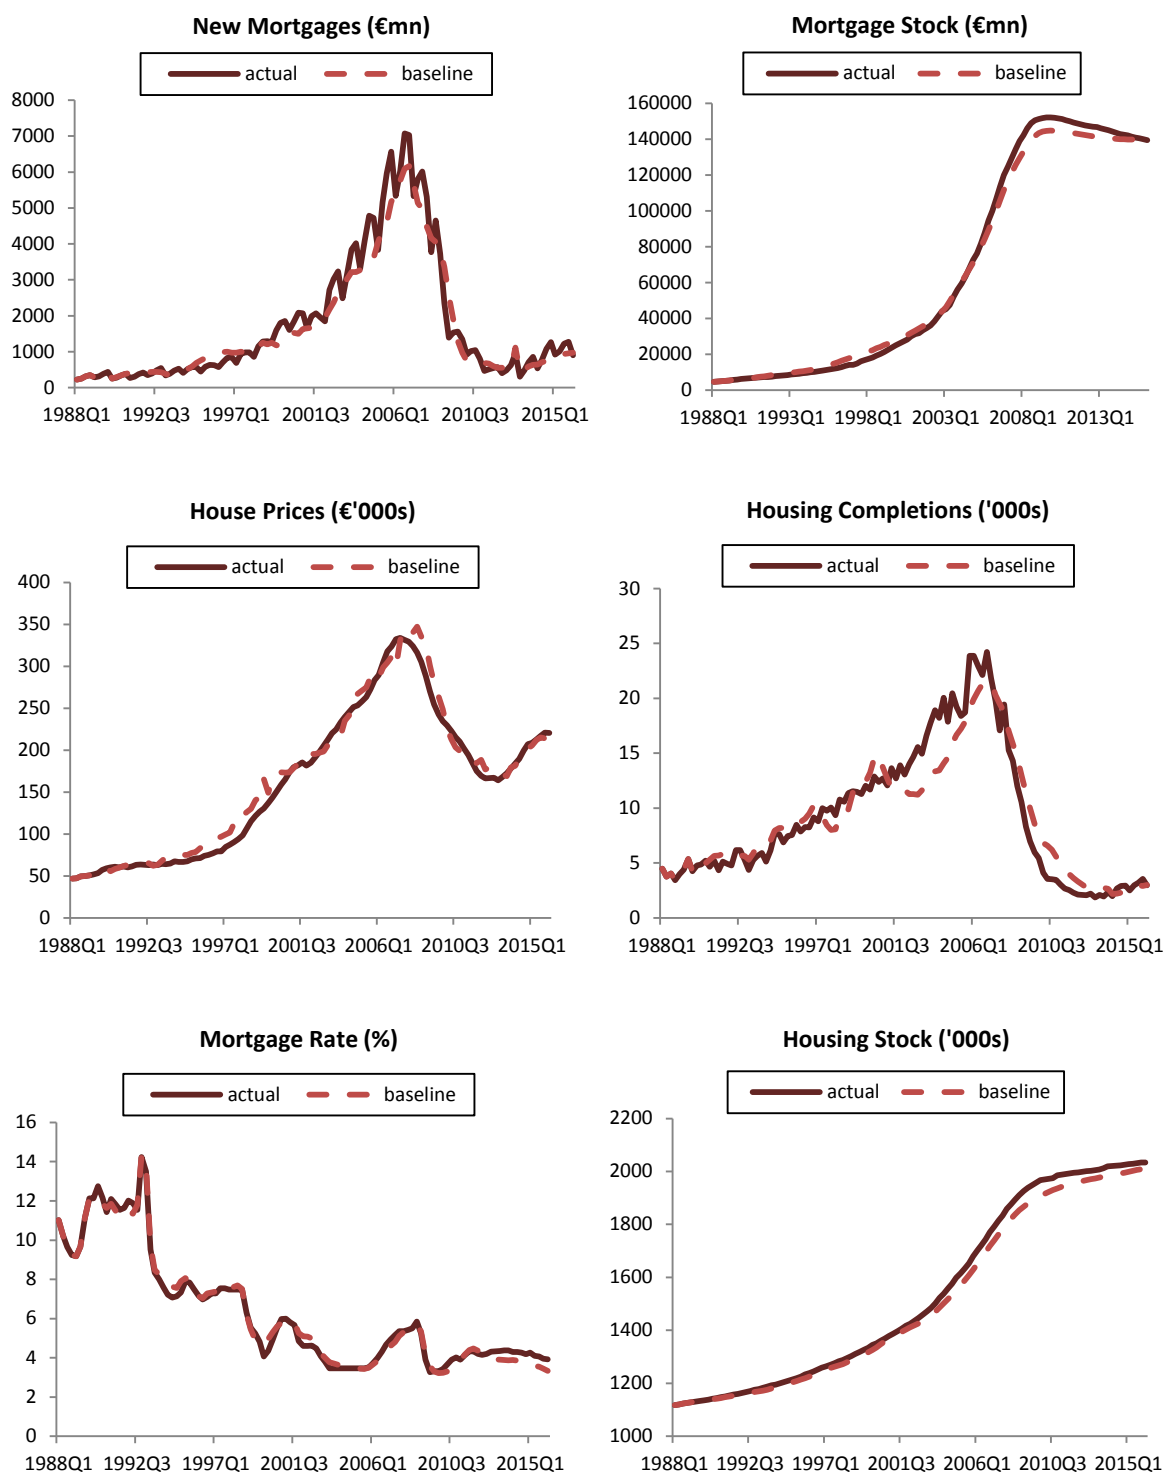 New Mortgages (€mn)
actual baseline
8000
7000
6000
5000
4000
3000
2000
1000
0
1988Q1 1992Q3 1997Q1 2001Q3 2006Q1 2010Q3 2015Q1
Mortgage Stock (€mn)
actual baseline
160000
140000
120000
100000
80000
60000
40000
20000
0
1988Q1 1993Q1 1998Q1 2003Q1 2008Q1 2013Q1
House Prices (€'000s)
actual baseline
400
350
300
250
200
150
100
50
0
1988Q1 1992Q3 1997Q1 2001Q3 2006Q1 2010Q3 2015Q1
Housing Completions ('000s)
actual baseline
30
25
20
15
10
5
0
1988Q1 1992Q3 1997Q1 2001Q3 2006Q1 2010Q3 2015Q1
Mortgage Rate (%)
actual baseline
16
14
12
10
8
6
4
2
0
1988Q1 1992Q3 1997Q1 2001Q3 2006Q1 2010Q3 2015Q1
Housing Stock ('000s)
actual baseline
2200
2000
1800
1600
1400
1200
1000
1988Q1 1992Q3 1997Q1 2001Q3 2006Q1 2010Q3 2015Q1